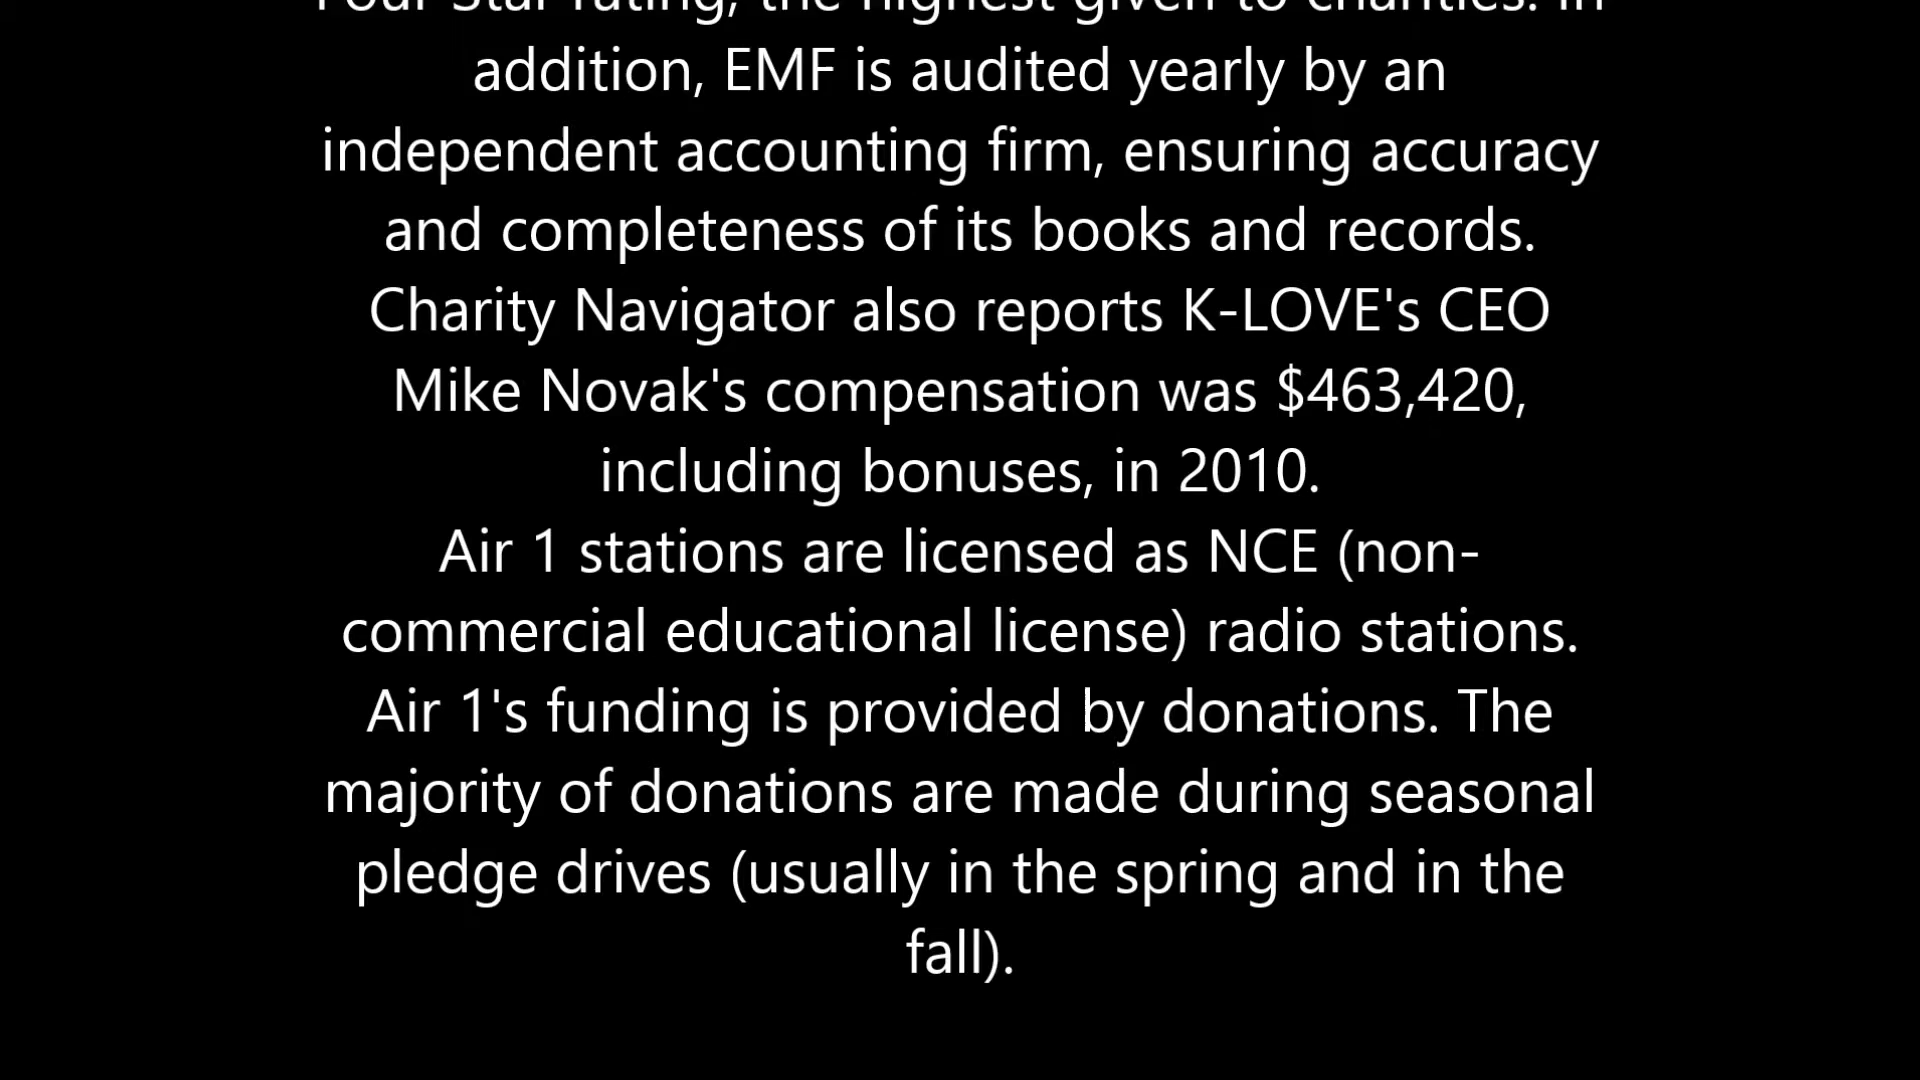 Four Star rating, the highest given to charities. In
addition, EMF is audited yearly by an
independent accounting firm, ensuring accuracy
and completeness of its books and records.
Charity Navigator also reports K-LOVE's CEO
Mike Novak's compensation was $463,420,
including bonuses, in 2010.
Air 1 stations are licensed as NCE (non-
commercial educational license) radio stations.
Air 1's funding is provided by donations. The
majority of donations are made during seasonal
pledge drives (usually in the spring and in the
fall).